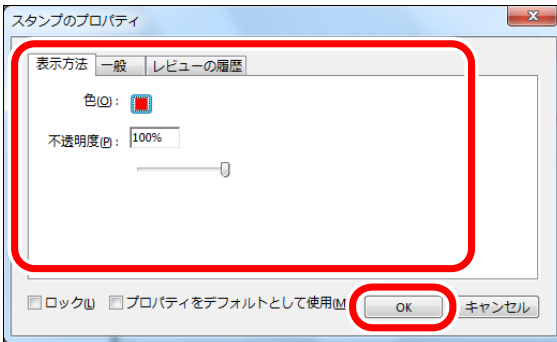 スタンプのプロパティ
表示方法 一般 レビューの履歴
色(O):
不透明度(P): 100%
ロック(L) プロパティをデフォルトとして使用(M OK キャンセル